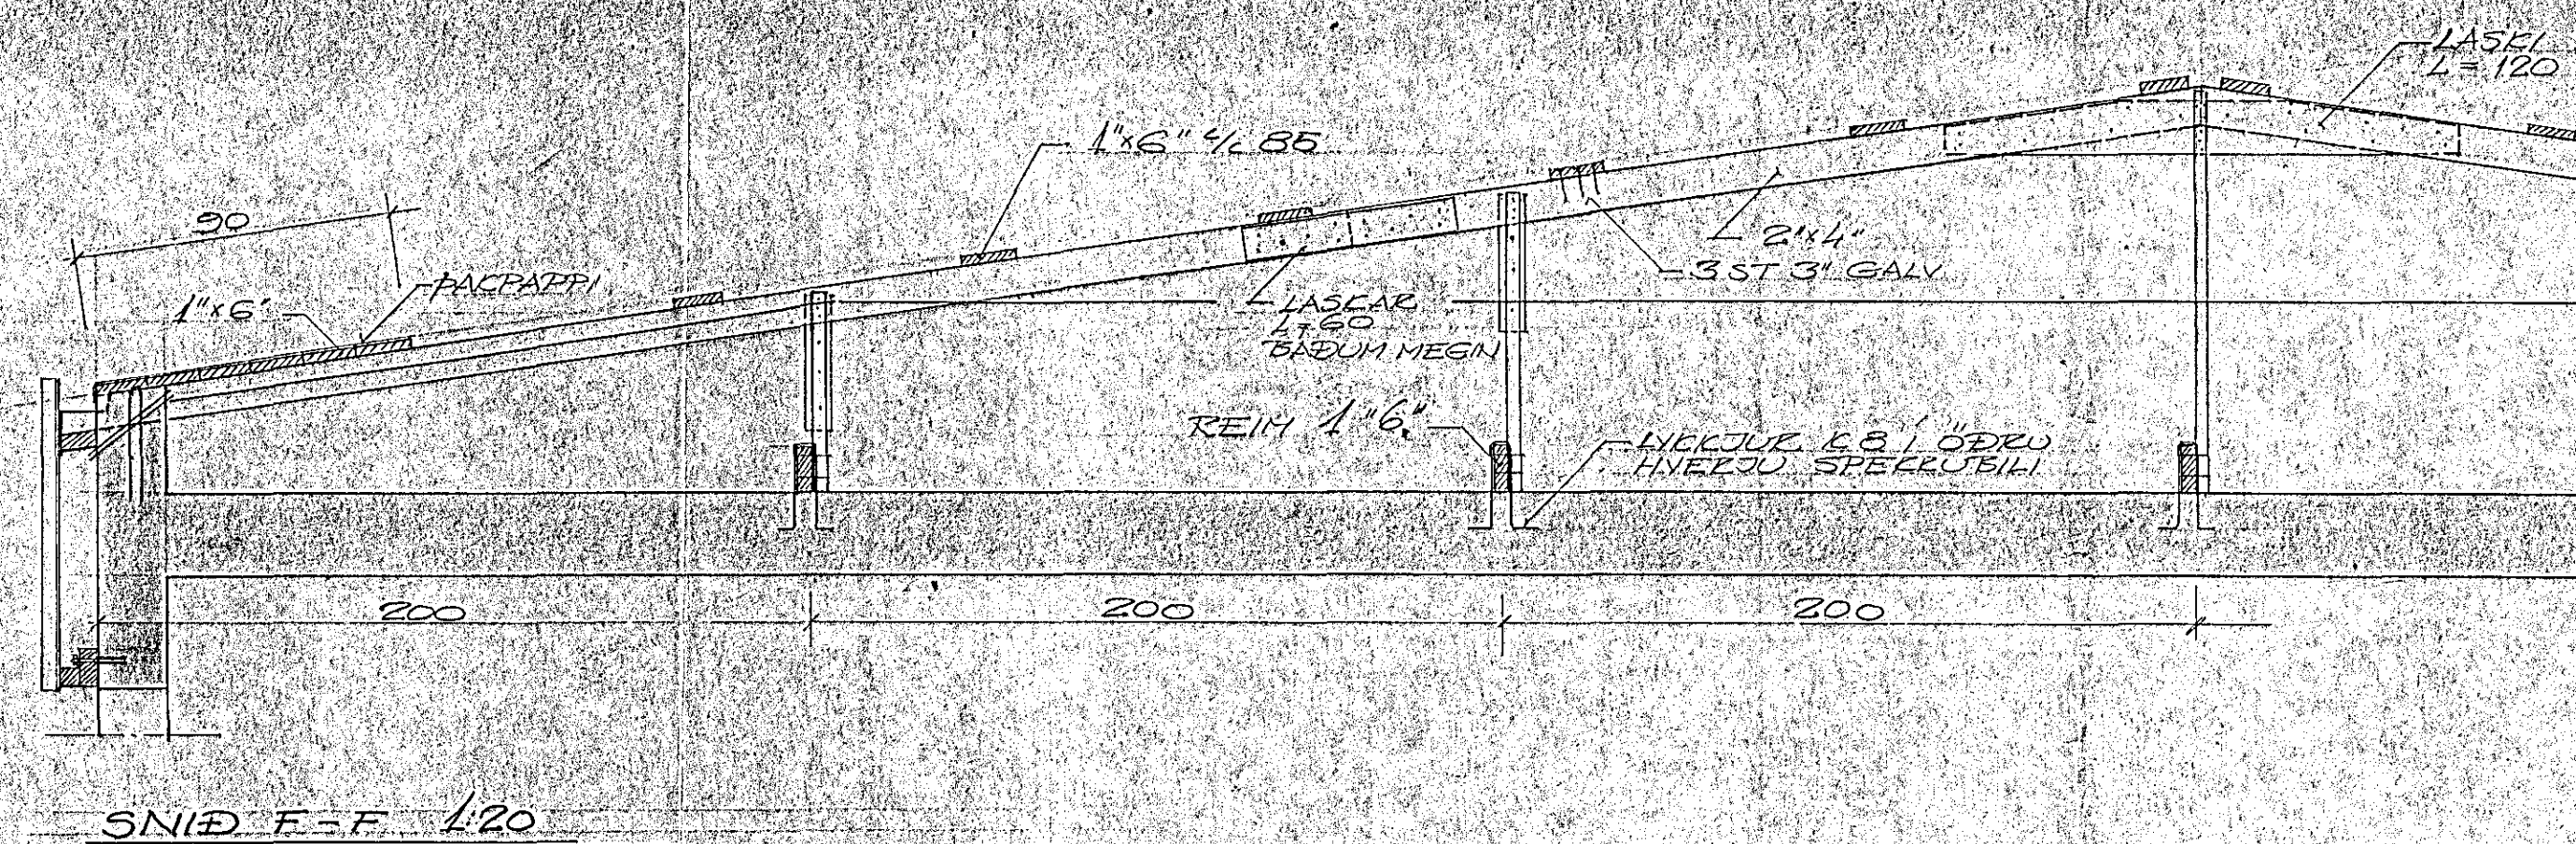 LASKI
L = 120
1"x6" c/c 85
90
ÞAKPAPPI
1"x6"
2"x4"
3 ST 3" GALV
LASKAR
L=60
BÁÐUM MEGIN
REIM 1"6"
LYKKJUR K8 Í ÖÐRU
HVERJU SPERRUBILI
200
200
200
SNIÐ F-F 1:20